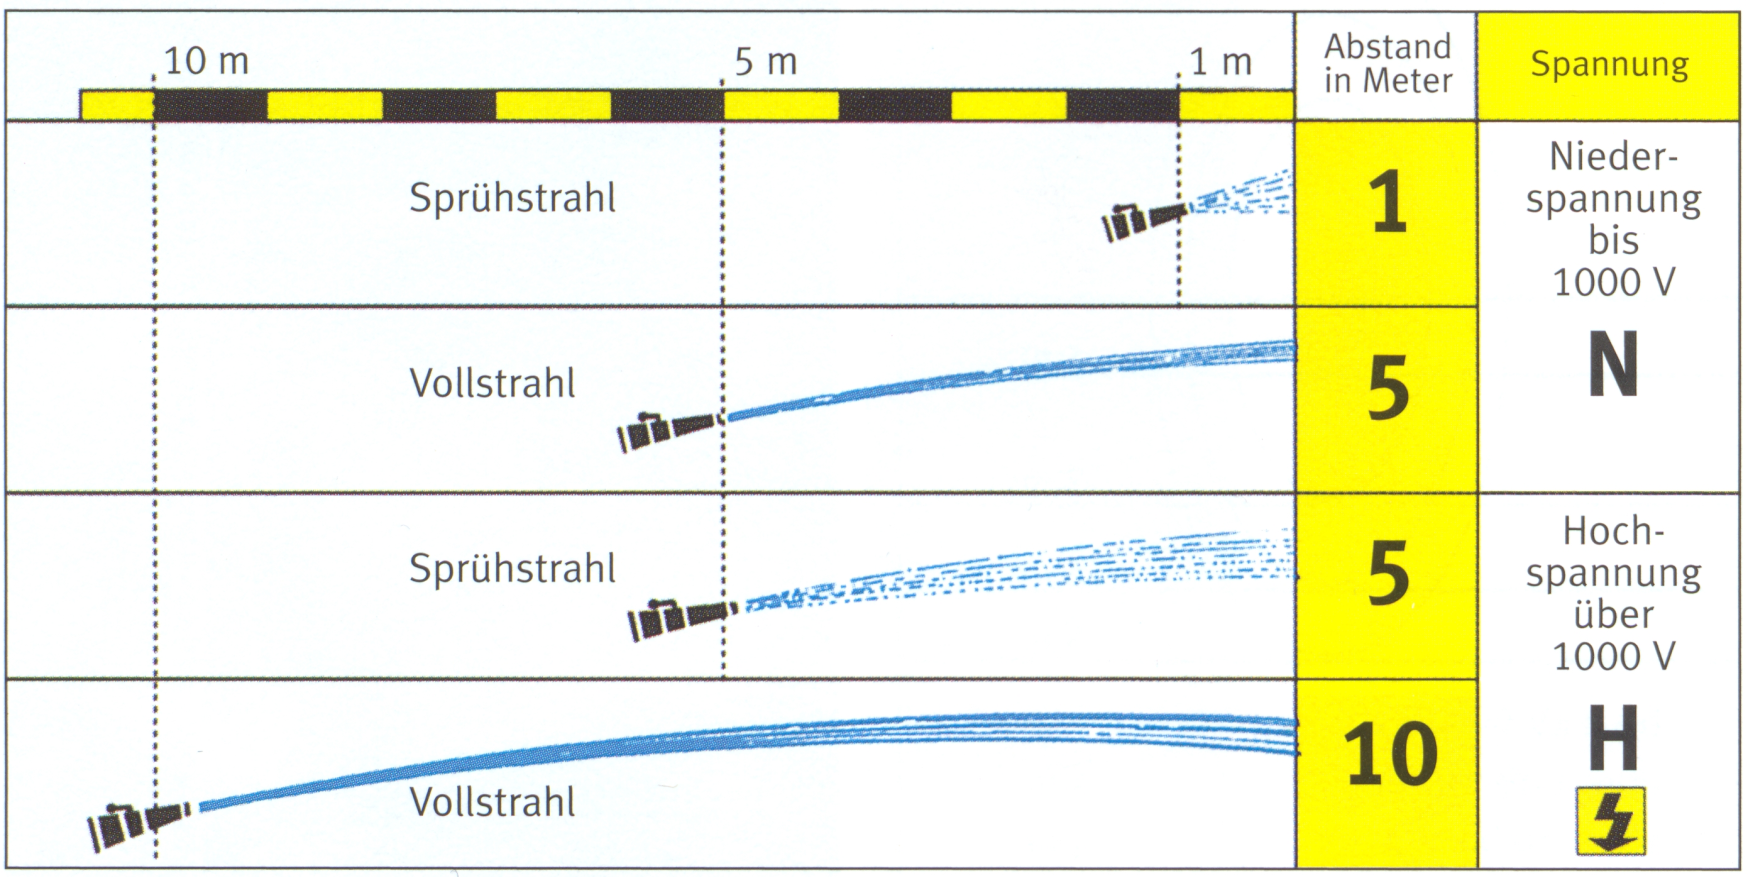 10 m
5 m
1 m
Abstand
in Meter
Spannung
Sprühstrahl
1
Nieder-
spannung
bis
1000 V
N
Vollstrahl
5
Sprühstrahl
5
Hoch-
spannung
über
1000 V
H
Vollstrahl
10